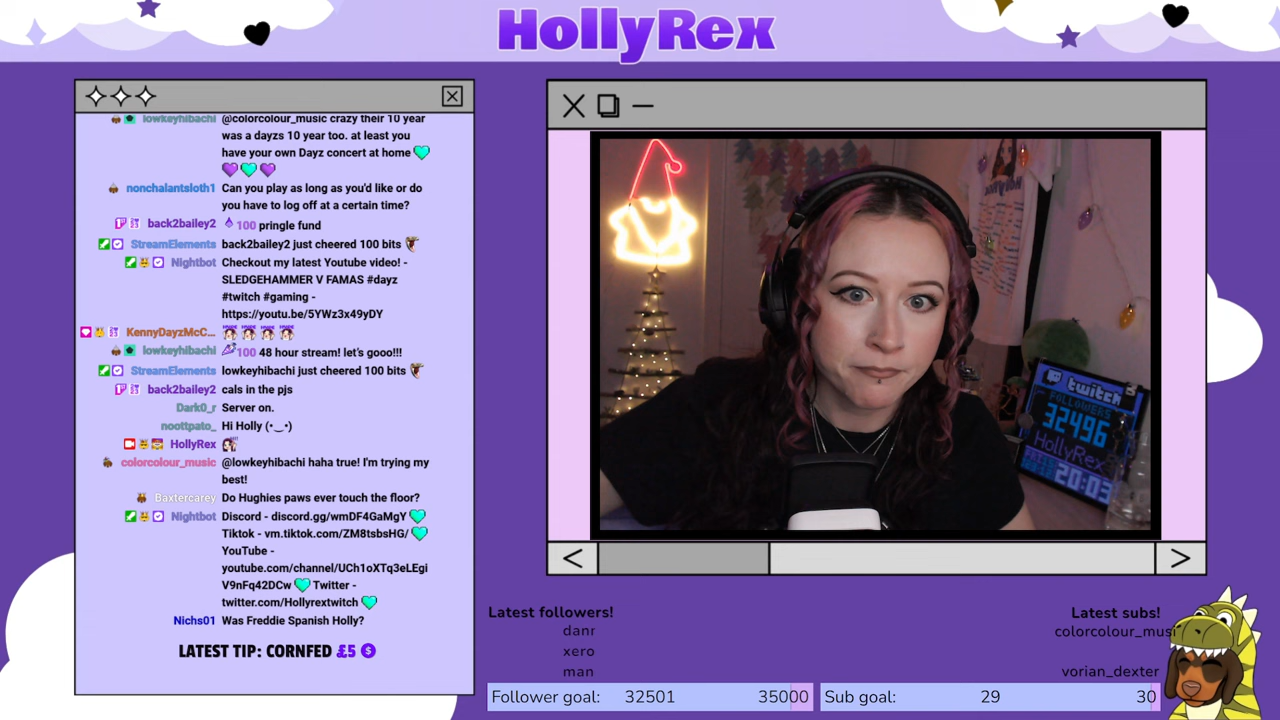 HollyRex
lowkeyhibachi @colorcolour_music crazy their 10 year
was a dayzs 10 year too. at least you
have your own Dayz concert at home
nonchalantsloth1 Can you play as long as you'd like or do
you have to log off at a certain time?
back2bailey2 100 pringle fund
StreamElements back2bailey2 just cheered 100 bits
Nightbot Checkout my latest Youtube video! -
SLEDGEHAMMER V FAMAS #dayz
#twitch #gaming -
https://youtu.be/5YWz3x49yDY
KennyDayzMcC...
lowkeyhibachi 100 48 hour stream! let's gooo!!!
StreamElements lowkeyhibachi just cheered 100 bits
back2bailey2 cals in the pjs
Dark0_r Server on.
noottpato_ Hi Holly (•‿•)
HollyRex
colorcolour_music @lowkeyhibachi haha true! I'm trying my
best!
Baxtercarey Do Hughies paws ever touch the floor?
Nightbot Discord - discord.gg/wmDF4GaMgY
Tiktok - vm.tiktok.com/ZM8tsbsHG/
YouTube -
youtube.com/channel/UCh1oXTq3eLEgi
V9nFq42DCw Twitter -
twitter.com/Hollyrextwitch
Nichs01 Was Freddie Spanish Holly?
LATEST TIP: CORNFED £5
twitch
FOLLOWERS
32496
HollyRex
20:03
Latest followers!
danr
xero
man
Latest subs!
colorcolour_musi
vorian_dexter
Follower goal: 32501 35000
Sub goal: 29 30